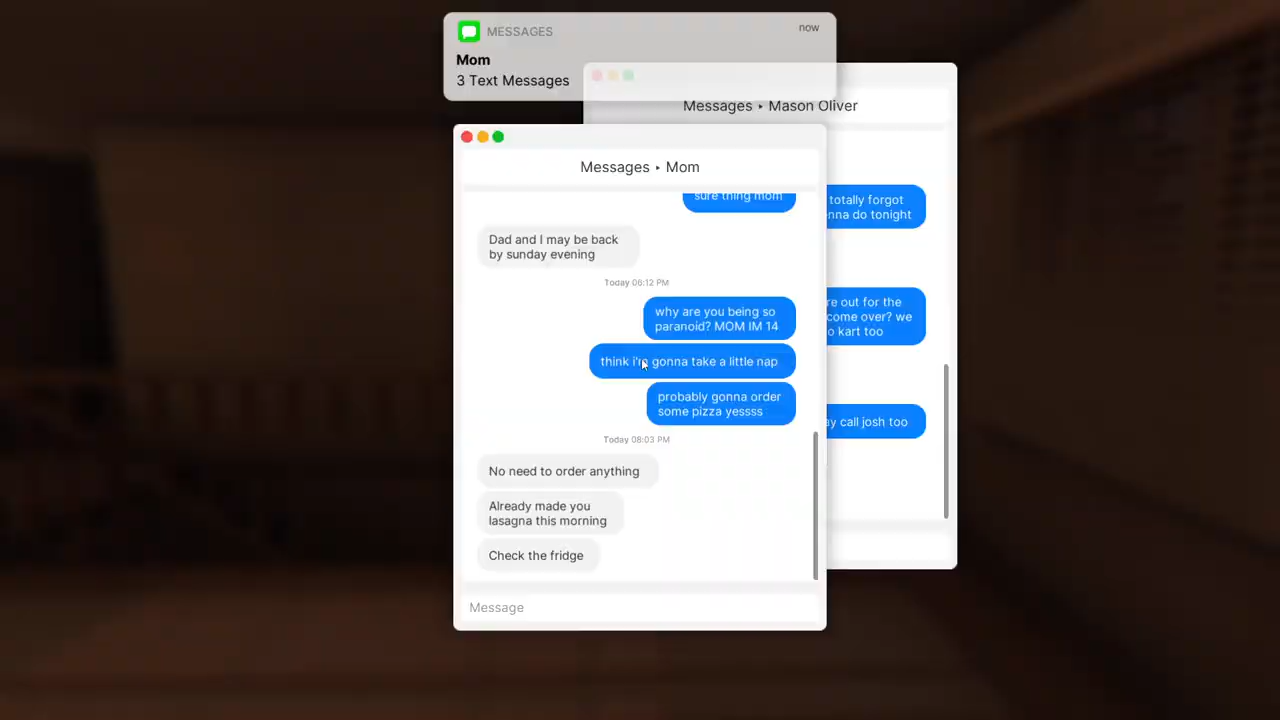 MESSAGES
now
Mom
3 Text Messages
Messages ‣ Mason Oliver
totally forgot
nna do tonight
re out for the
come over? we
o kart too
ay call josh too
Messages ‣ Mom
sure thing mom
Dad and I may be back
by sunday evening
Today 06:12 PM
why are you being so
paranoid? MOM IM 14
think i'm gonna take a little nap
probably gonna order
some pizza yessss
Today 08:03 PM
No need to order anything
Already made you
lasagna this morning
Check the fridge
Message